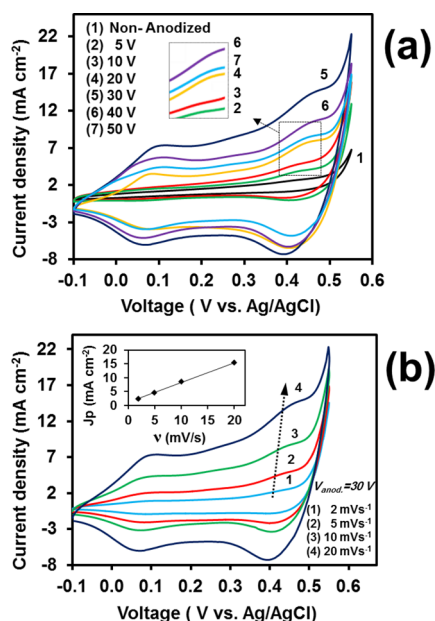 (1) Non-Anodized
(2) 5 V
(3) 10 V
(4) 20 V
(5) 30 V
(6) 40 V
(7) 50 V
6
7
4
3
2
(a)
5
6
1
22
17
12
7
2
-3
-8
Current density (mA cm-2)
-0.1 0.0 0.1 0.2 0.3 0.4 0.5 0.6
Voltage ( V vs. Ag/AgCl)
(b)
20
15
10
5
0
Jp (mA cm-2)
0 10 20
ν (mV/s)
4
3
2
1
Vanod.=30 V
(1) 2 mVs-1
(2) 5 mVs-1
(3) 10 mVs-1
(4) 20 mVs-1
22
17
12
7
2
-3
-8
Current density (mA cm-2)
-0.1 0.0 0.1 0.2 0.3 0.4 0.5 0.6
Voltage ( V vs. Ag/AgCl)